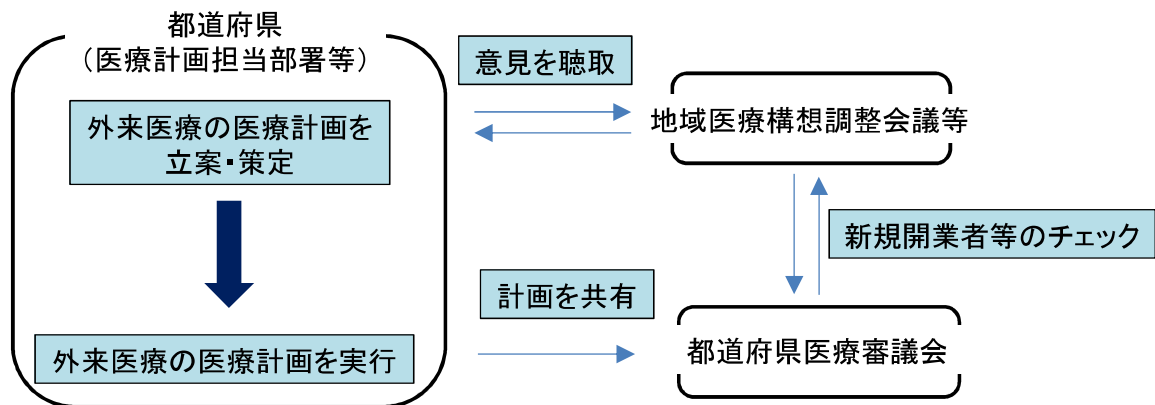 都道府県
（医療計画担当部署等）
外来医療の医療計画を
立案・策定
外来医療の医療計画を実行
意見を聴取
地域医療構想調整会議等
新規開業者等のチェック
計画を共有
都道府県医療審議会